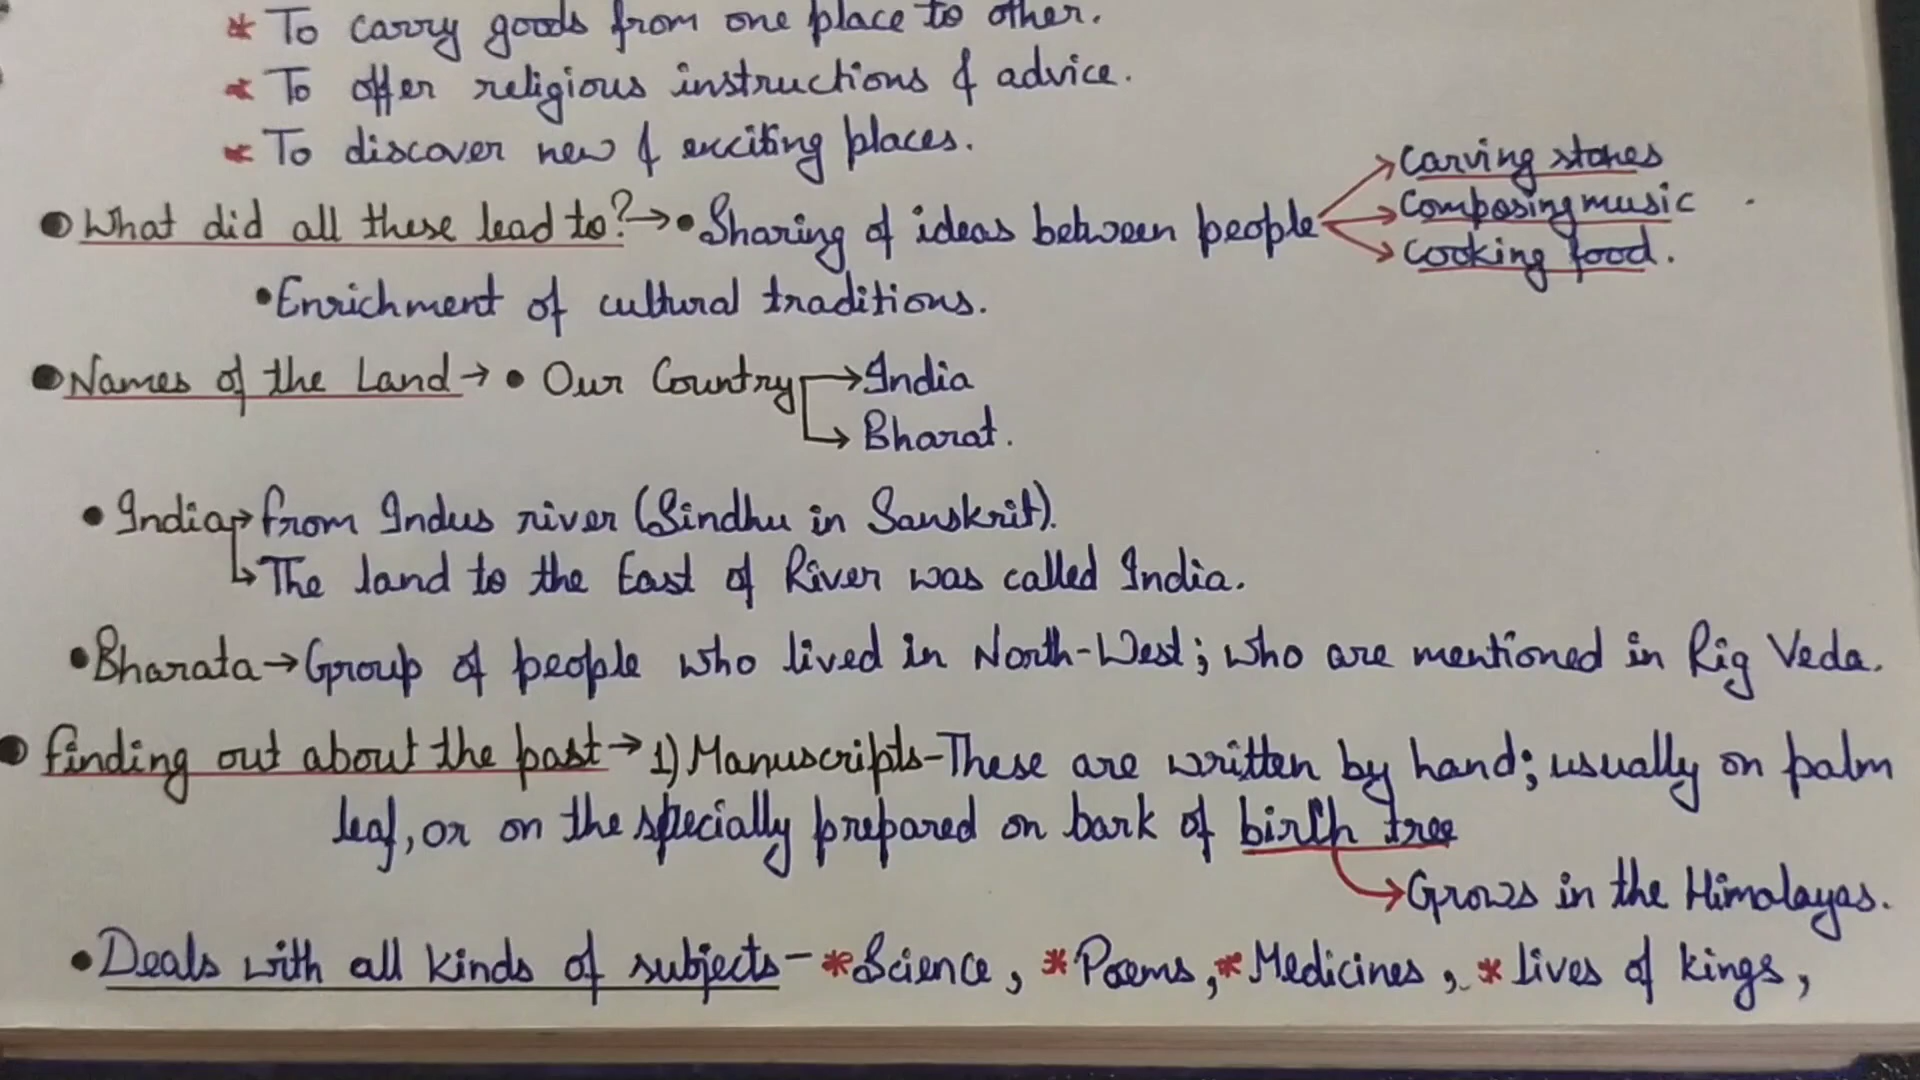 * To carry goods from one place to other.
* To offer religious instructions & advice.
* To discover new & exciting places.
• What did all these lead to? → • Sharing of ideas between people → Carving stones
→ Composing music
→ Cooking food.
• Enrichment of cultural traditions.
• Names of the Land → • Our Country → India
→ Bharat.
• India → from Indus river (Sindhu in Sanskrit).
↳ The land to the East of River was called India.
• Bharata → Group of people who lived in North-West; who are mentioned in Rig Veda.
• finding out about the past → 1) Manuscripts - These are written by hand; usually on palm
leaf, or on the specially prepared on bark of birth tree
→ Grows in the Himalayas.
• Deals with all kinds of subjects - * Science, * Poems, * Medicines, * lives of kings,